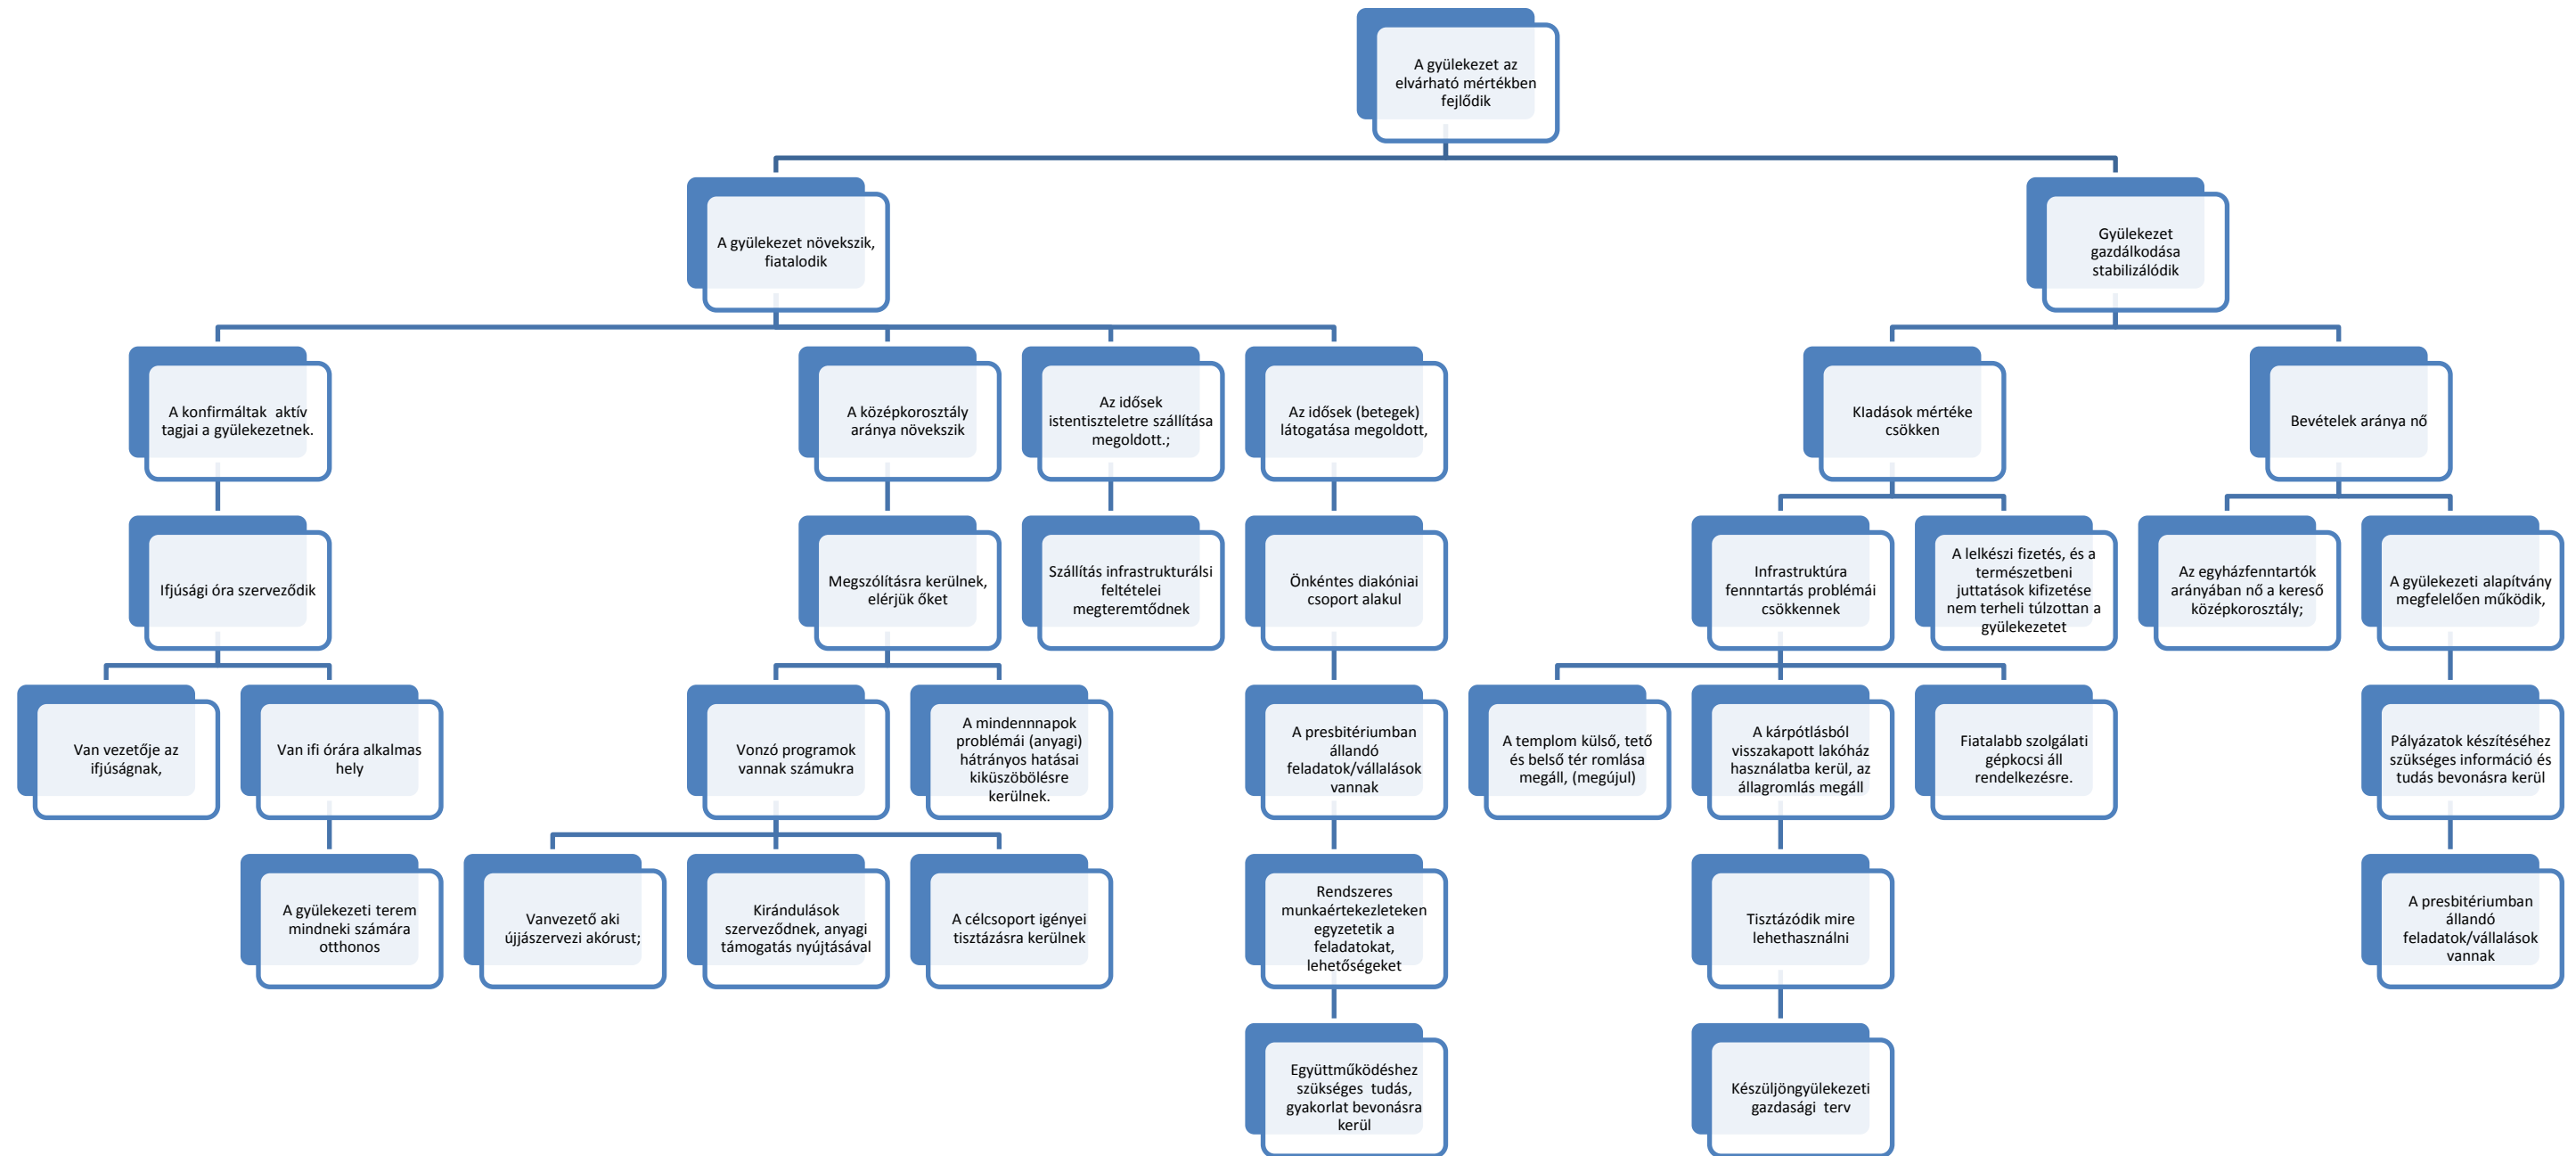 A gyülekezet az
elvárható mértékben
fejlődik
A gyülekezet növekszik,
fiatalodik
Gyülekezet
gazdálkodása
stabilizálódik
A konfirmáltak  aktív
tagjai a gyülekezetnek.
A középkorosztály
aránya növekszik
Az idősek
istentiszteletre szállítása
megoldott.;
Az idősek (betegek)
látogatása megoldott,
KIadások mértéke
csökken
Bevételek aránya nő
Ifjúsági óra szerveződik
Megszólításra kerülnek,
elérjük őket
Szállítás infrastrukturálsi
feltételei
megteremtődnek
Önkéntes diakóniai
csoport alakul
Infrastruktúra
fennntartás problémái
csökkennek
A lelkészi fizetés, és a
természetbeni
juttatások kifizetése
nem terheli túlzottan a
gyülekezetet
Az egyházfenntartók
arányában nő a kereső
középkorosztály;
A gyülekezeti alapítvány
megfelelően működik,
Van vezetője az
ifjúságnak,
Van ifi órára alkalmas
hely
Vonzó programok
vannak számukra
A mindennnapok
problémái (anyagi)
hátrányos hatásai
kiküszöbölésre
kerülnek.
A presbitériumban
állandó
feladatok/vállalások
vannak
A templom külső, tető
és belső tér romlása
megáll, (megújul)
A kárpótlásból
visszakapott lakóház
használatba kerül, az
állagromlás megáll
Fiatalabb szolgálati
gépkocsi áll
rendelkezésre.
Pályázatok készítéséhez
szükséges információ és
tudás bevonásra kerül
A gyülekezeti terem
mindneki számára
otthonos
Vanvezető aki
újjászervezi akórust;
Kirándulások
szerveződnek, anyagi
támogatás nyújtásával
A célcsoport igényei
tisztázásra kerülnek
Rendszeres
munkaértekezleteken
egyzetetik a
feladatokat,
lehetőségeket
Tisztázódik mire
lehethasználni
A presbitériumban
állandó
feladatok/vállalások
vannak
Együttműködéshez
szükséges  tudás,
gyakorlat bevonásra
kerül
Készüljöngyülekezeti
gazdasági  terv